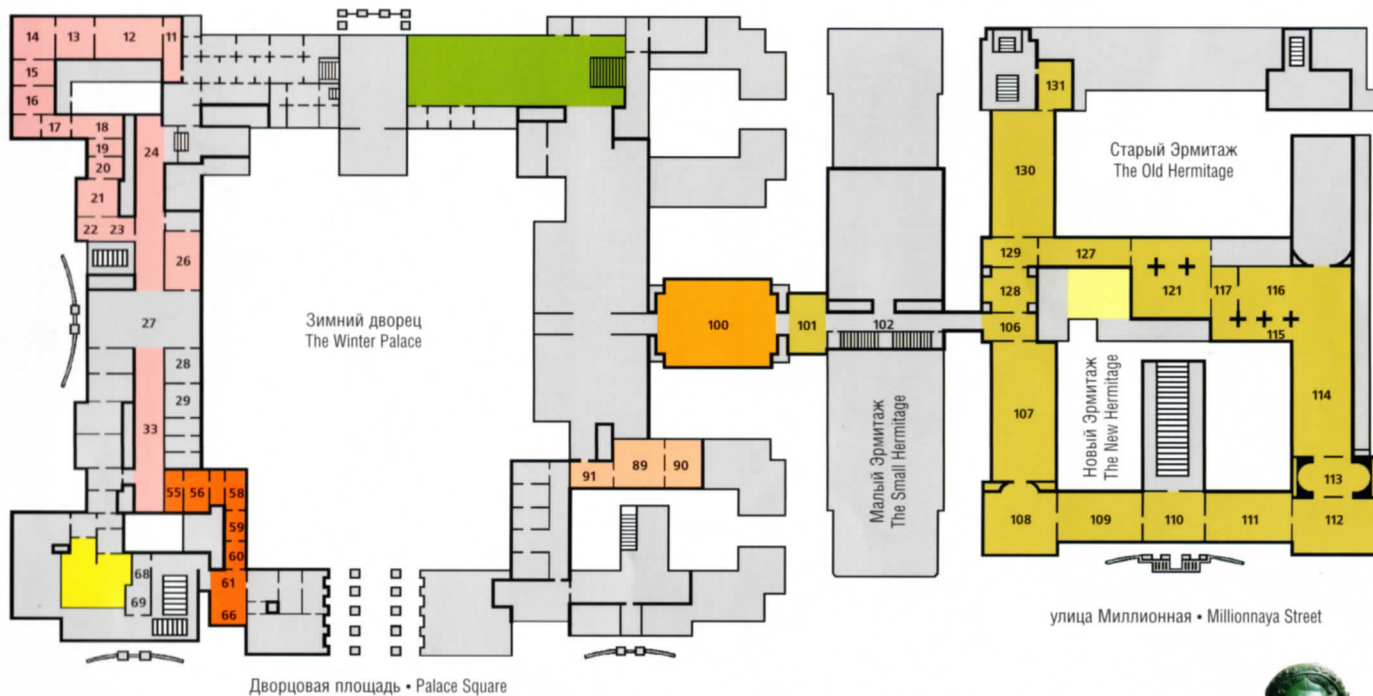 14 13 12 11
15
16
17 18
19
20
24
21
22 23
26
27
28
29
33
55 56 58
59
60
61
66
68
69
Зимний дворец
The Winter Palace
91 89 90
100
101
102
Малый Эрмитаж
The Small Hermitage
131
130
Старый Эрмитаж
The Old Hermitage
129 127
128
121
117 116
115
106
107
Новый Эрмитаж
The New Hermitage
114
113
108 109 110 111 112
улица Миллионная • Millionnaya Street
Дворцовая площадь • Palace Square